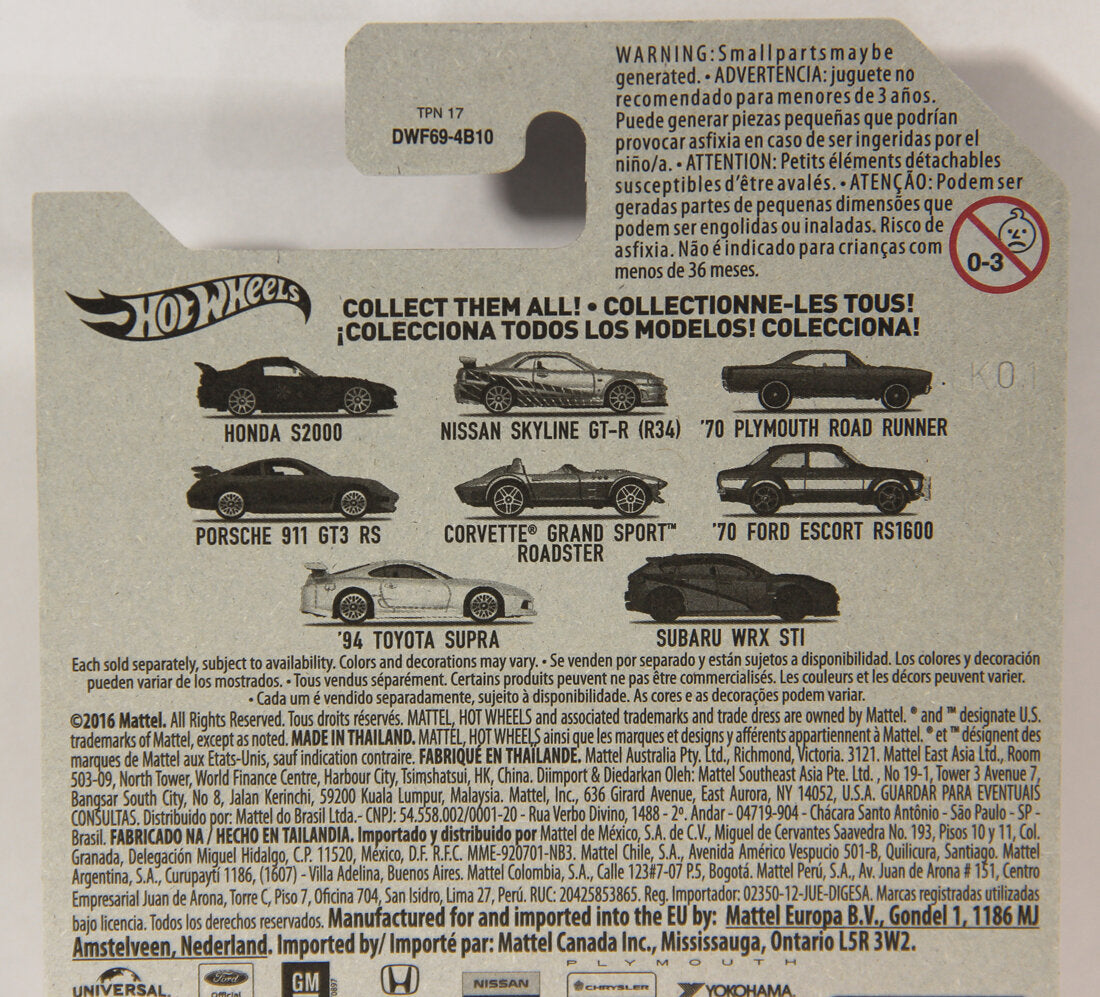 TPN 17
DWF69-4B10
WARNING: Small parts may be
generated. • ADVERTENCIA: juguete no
recomendado para menores de 3 años.
Puede generar piezas pequeñas que podrían
provocar asfixia en caso de ser ingeridas por el
niño/a. • ATTENTION: Petits éléments détachables
susceptibles d'être avalés. • ATENÇÃO: Podem ser
geradas partes de pequenas dimensões que
podem ser engolidas ou inaladas. Risco de
asfixia. Não é indicado para crianças com
menos de 36 meses.
0-3
HOT WHEELS
COLLECT THEM ALL! • COLLECTIONNE-LES TOUS!
¡COLECCIONA TODOS LOS MODELOS! COLECCIONA!
K01
HONDA S2000
NISSAN SKYLINE GT-R (R34)
'70 PLYMOUTH ROAD RUNNER
PORSCHE 911 GT3 RS
CORVETTE® GRAND SPORT™
ROADSTER
'70 FORD ESCORT RS1600
'94 TOYOTA SUPRA
SUBARU WRX STI
Each sold separately, subject to availability. Colors and decorations may vary. • Se venden por separado y están sujetos a disponibilidad. Los colores y decoración
pueden variar de los mostrados. • Tous vendus séparément. Certains produits peuvent ne pas être commercialisés. Les couleurs et les décors peuvent varier.
• Cada um é vendido separadamente, sujeito à disponibilidade. As cores e as decorações podem variar.
©2016 Mattel. All Rights Reserved. Tous droits réservés. MATTEL, HOT WHEELS and associated trademarks and trade dress are owned by Mattel. ® and ™ designate U.S.
trademarks of Mattel, except as noted. MADE IN THAILAND. MATTEL, HOT WHEELS ainsi que les marques et designs y afférents appartiennent à Mattel. ® et ™ désignent des
marques de Mattel aux Etats-Unis, sauf indication contraire. FABRIQUÉ EN THAÏLANDE. Mattel Australia Pty. Ltd., Richmond, Victoria. 3121. Mattel East Asia Ltd., Room
503-09, North Tower, World Finance Centre, Harbour City, Tsimshatsui, HK, China. Diimport & Diedarkan Oleh: Mattel Southeast Asia Pte. Ltd. , No 19-1, Tower 3 Avenue 7,
Bangsar South City, No 8, Jalan Kerinchi, 59200 Kuala Lumpur, Malaysia. Mattel, Inc., 636 Girard Avenue, East Aurora, NY 14052, U.S.A. GUARDAR PARA EVENTUAIS
CONSULTAS. Distribuido por: Mattel do Brasil Ltda.- CNPJ: 54.558.002/0001-20 - Rua Verbo Divino, 1488 - 2º. Andar - 04719-904 - Chácara Santo Antônio - São Paulo - SP -
Brasil. FABRICADO NA / HECHO EN TAILANDIA. Importado y distribuido por Mattel de México, S.A. de C.V., Miguel de Cervantes Saavedra No. 193, Pisos 10 y 11, Col.
Granada, Delegación Miguel Hidalgo, C.P. 11520, México, D.F. R.F.C. MME-920701-NB3. Mattel Chile, S.A., Avenida Américo Vespucio 501-B, Quilicura, Santiago. Mattel
Argentina, S.A., Curupaytí 1186, (1607) - Villa Adelina, Buenos Aires. Mattel Colombia, S.A., Calle 123#7-07 P.5, Bogotá. Mattel Perú, S.A., Av. Juan de Arona # 151, Centro
Empresarial Juan de Arona, Torre C, Piso 7, Oficina 704, San Isidro, Lima 27, Perú. RUC: 20425853865. Reg. Importador: 02350-12-JUE-DIGESA. Marcas registradas utilizadas
bajo licencia. Todos los derechos reservados. Manufactured for and imported into the EU by: Mattel Europa B.V., Gondel 1, 1186 MJ
Amstelveen, Nederland. Imported by/ Importé par: Mattel Canada Inc., Mississauga, Ontario L5R 3W2.
PLYMOUTH
UNIVERSAL
Ford
Official
GM
NISSAN
CHRYSLER
YOKOHAMA